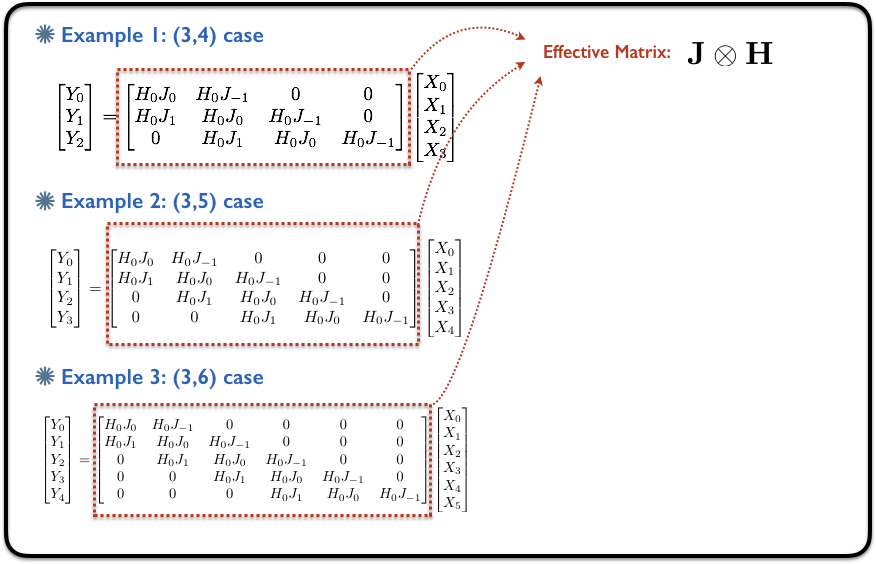 Example 1: (3,4) case
Effective Matrix: J ⊗ H
[Y₀ Y₁ Y₂] =
H₀J₀ H₀J₋₁ 0 0
H₀J₁ H₀J₀ H₀J₋₁ 0
0 H₀J₁ H₀J₀ H₀J₋₁
[X₀ X₁ X₂ X₃]
Example 2: (3,5) case
[Y₀ Y₁ Y₂ Y₃] =
H₀J₀ H₀J₋₁ 0 0 0
H₀J₁ H₀J₀ H₀J₋₁ 0 0
0 H₀J₁ H₀J₀ H₀J₋₁ 0
0 0 H₀J₁ H₀J₀ H₀J₋₁
[X₀ X₁ X₂ X₃ X₄]
Example 3: (3,6) case
[Y₀ Y₁ Y₂ Y₃ Y₄] =
H₀J₀ H₀J₋₁ 0 0 0 0
H₀J₁ H₀J₀ H₀J₋₁ 0 0 0
0 H₀J₁ H₀J₀ H₀J₋₁ 0 0
0 0 H₀J₁ H₀J₀ H₀J₋₁ 0
0 0 0 H₀J₁ H₀J₀ H₀J₋₁
[X₀ X₁ X₂ X₃ X₄ X₅]